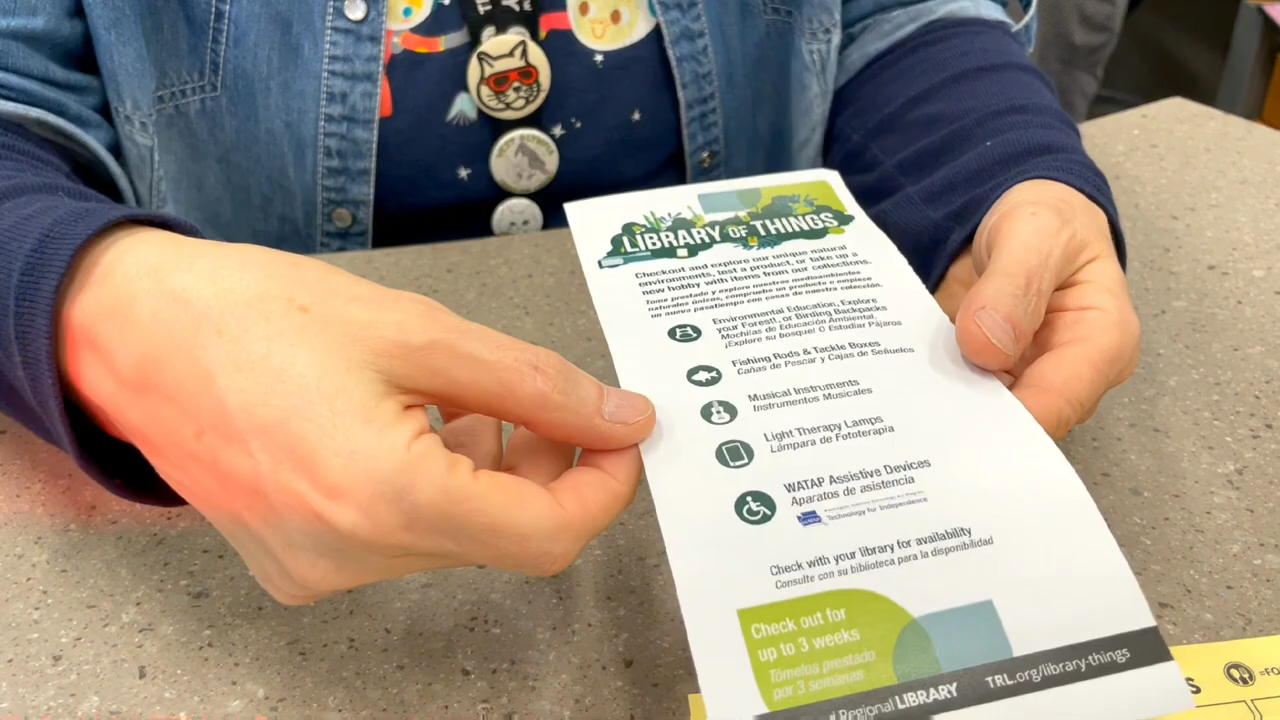 LIBRARY OF THINGS
Checkout and explore our unique natural
environments, test a product, or take up a
new hobby with items from our collections.
Tome prestado y explore nuestros medioambientes
naturales únicos, compruebe un producto o empiece
un nuevo pasatiempo con cosas de nuestra colección.
Environmental Education, Explore
your Forest!, or Birding Backpacks
Mochilas de Educación Ambiental,
¡Explore su bosque! O Estudiar Pájaros
Fishing Rods & Tackle Boxes
Cañas de Pescar y Cajas de Señuelos
Musical Instruments
Instrumentos Musicales
Light Therapy Lamps
Lámpara de Fototerapia
WATAP Assistive Devices
Aparatos de asistencia
Technology for Independence
Check with your library for availability
Consulte con su biblioteca para la disponibilidad
Check out for
up to 3 weeks
Tómelos prestado
por 3 semanas
Regional LIBRARY
TRL.org/library-things
S
=FO